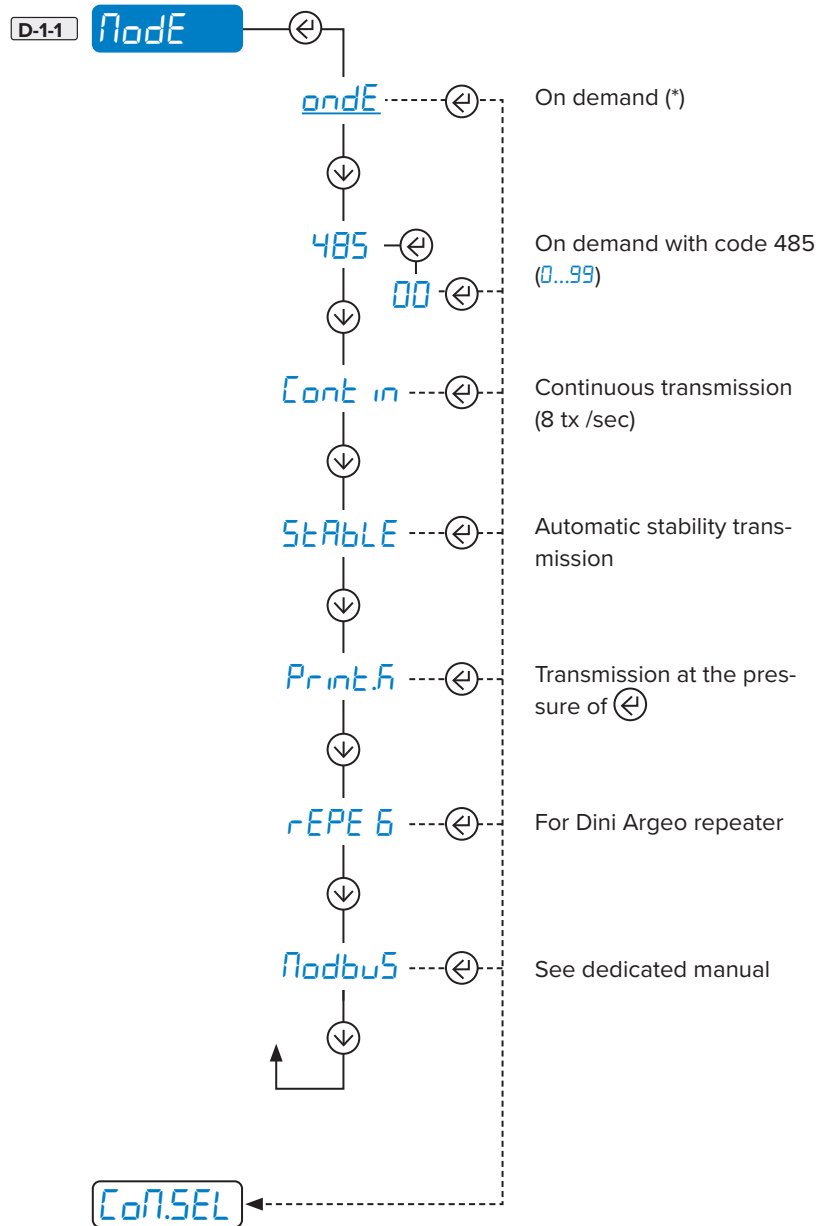 D-1-1 ModE
ondE On demand (*)
485 On demand with code 485
00 (0...99)
Cont in Continuous transmission
(8 tx /sec)
StAbLE Automatic stability trans-
mission
Print.h Transmission at the pres-
sure of
rEPE 6 For Dini Argeo repeater
ModbuS See dedicated manual
CoM.SEL